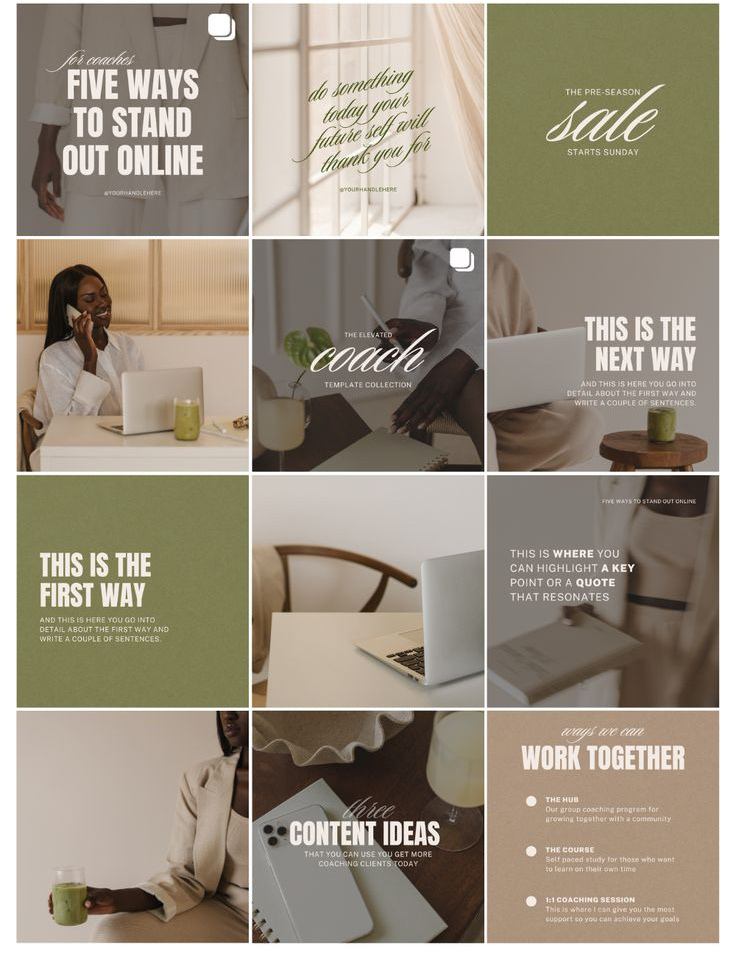 for coaches
FIVE WAYS
TO STAND
OUT ONLINE
@YOURHANDLEHERE
do something
today your
future self will
thank you for
@YOURHANDLEHERE
THE PRE-SEASON
sale
STARTS SUNDAY
THE ELEVATED
coach
TEMPLATE COLLECTION
THIS IS THE
NEXT WAY
AND THIS IS HERE YOU GO INTO
DETAIL ABOUT THE FIRST WAY AND
WRITE A COUPLE OF SENTENCES.
THIS IS THE
FIRST WAY
AND THIS IS HERE YOU GO INTO
DETAIL ABOUT THE FIRST WAY AND
WRITE A COUPLE OF SENTENCES.
FIVE WAYS TO STAND OUT ONLINE
THIS IS WHERE YOU
CAN HIGHLIGHT A KEY
POINT OR A QUOTE
THAT RESONATES
three
CONTENT IDEAS
THAT YOU CAN USE YOU GET MORE
COACHING CLIENTS TODAY
ways we can
WORK TOGETHER
THE HUB
Our group coaching program for
growing together with a community
THE COURSE
Self paced study for those who want
to learn on their own time
1:1 COACHING SESSION
This is where I can give you the most
support so you can achieve your goals